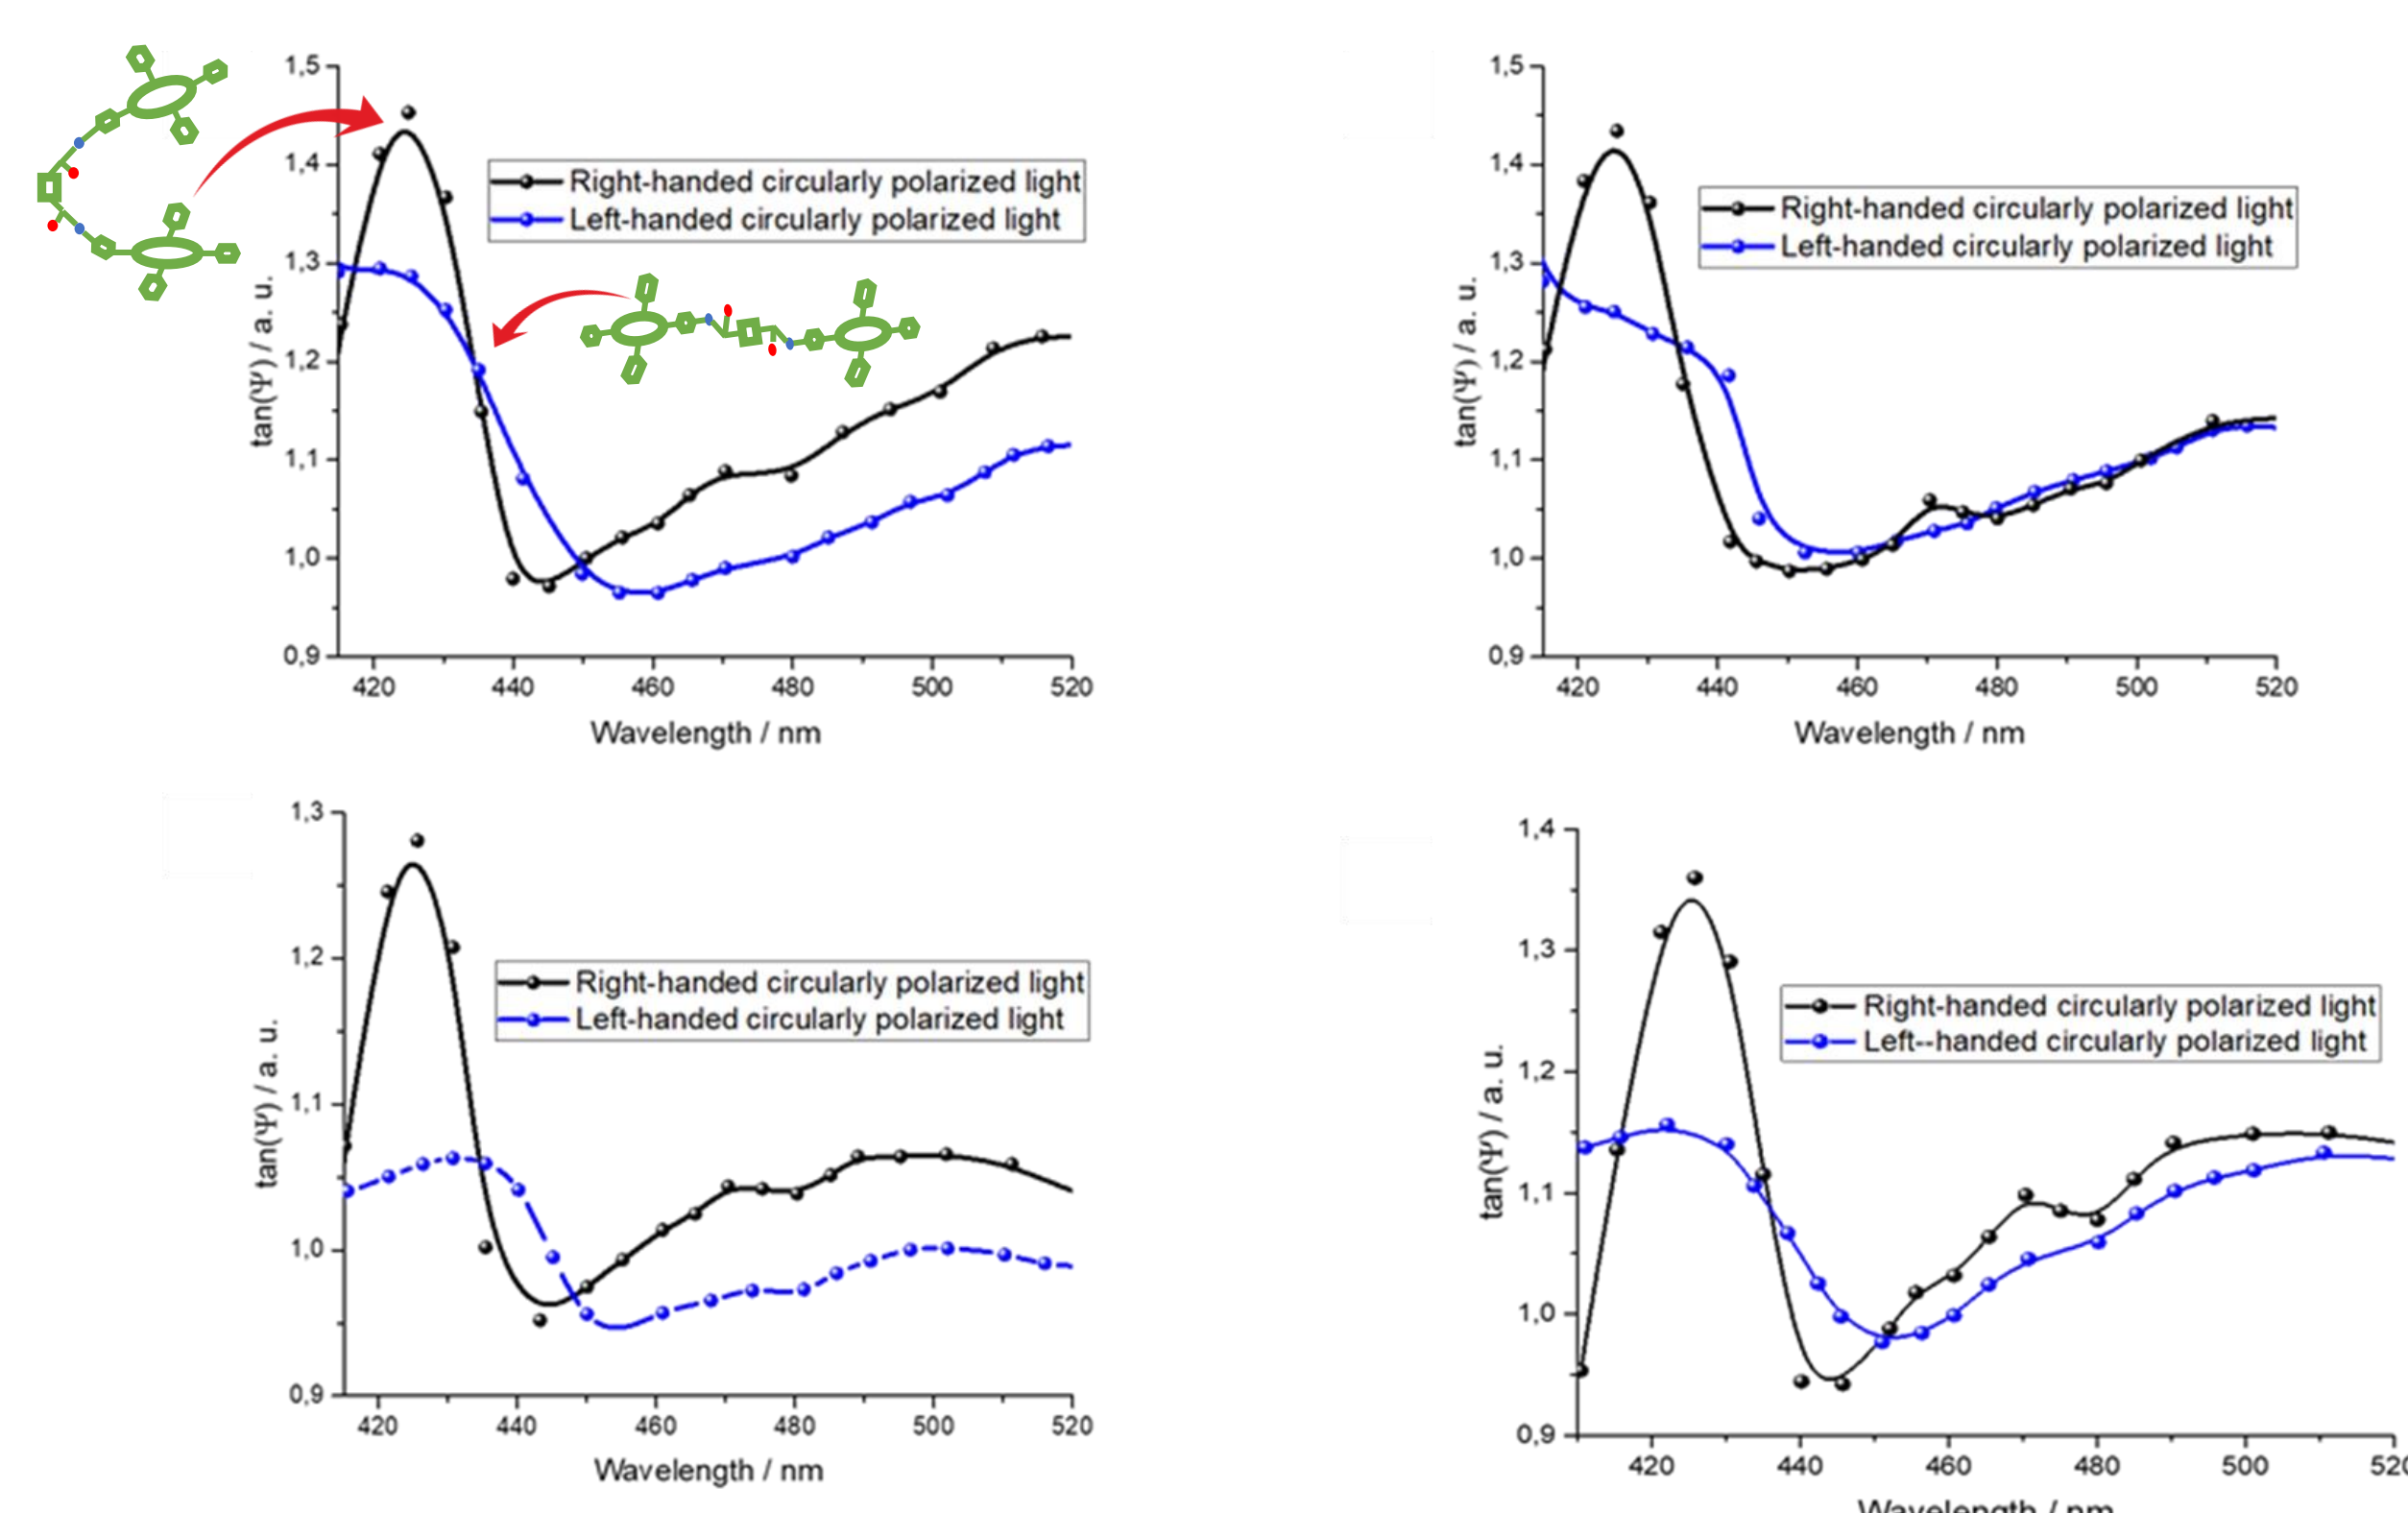 1,5
1,4
1,3
1,2
1,1
1,0
0,9
tan(Ψ) / a. u.
Right-handed circularly polarized light
Left-handed circularly polarized light
420 440 460 480 500 520
Wavelength / nm
1,5
1,4
1,3
1,2
1,1
1,0
0,9
tan(Ψ) / a. u.
Right-handed circularly polarized light
Left-handed circularly polarized light
420 440 460 480 500 520
Wavelength / nm
1,3
1,2
1,1
1,0
0,9
tan(Ψ) / a. u.
Right-handed circularly polarized light
Left-handed circularly polarized light
420 440 460 480 500 520
Wavelength / nm
1,4
1,3
1,2
1,1
1,0
0,9
tan(Ψ) / a. u.
Right-handed circularly polarized light
Left--handed circularly polarized light
420 440 460 480 500 520
Wavelength / nm